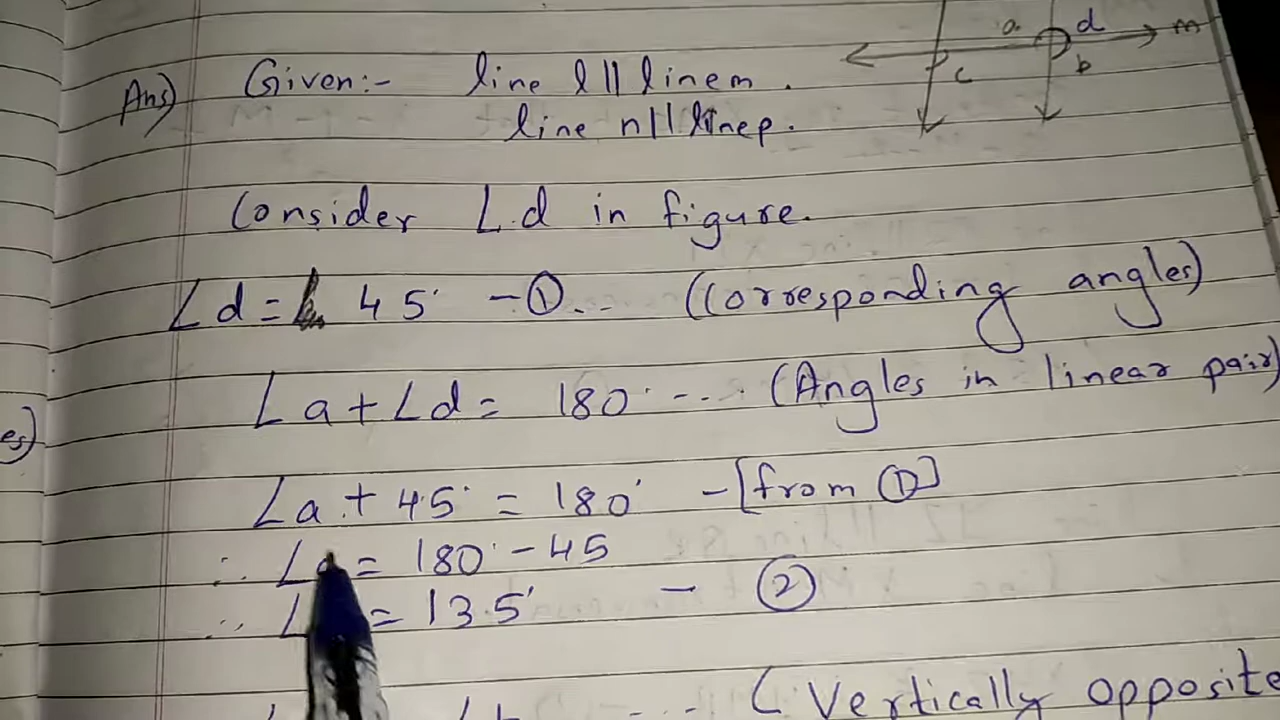 a d m
c b
Ans) Given:- line l || line m .
line n || line p.
Consider ∠d in figure.
∠d = 45° - ① ... (Corresponding angles)
∠a + ∠d = 180° ... (Angles in linear pair)
es)
∠a + 45° = 180° - [from ①]
∴ ∠a = 180° - 45
∴ ∠ = 135° - ②
(Vertically opposite